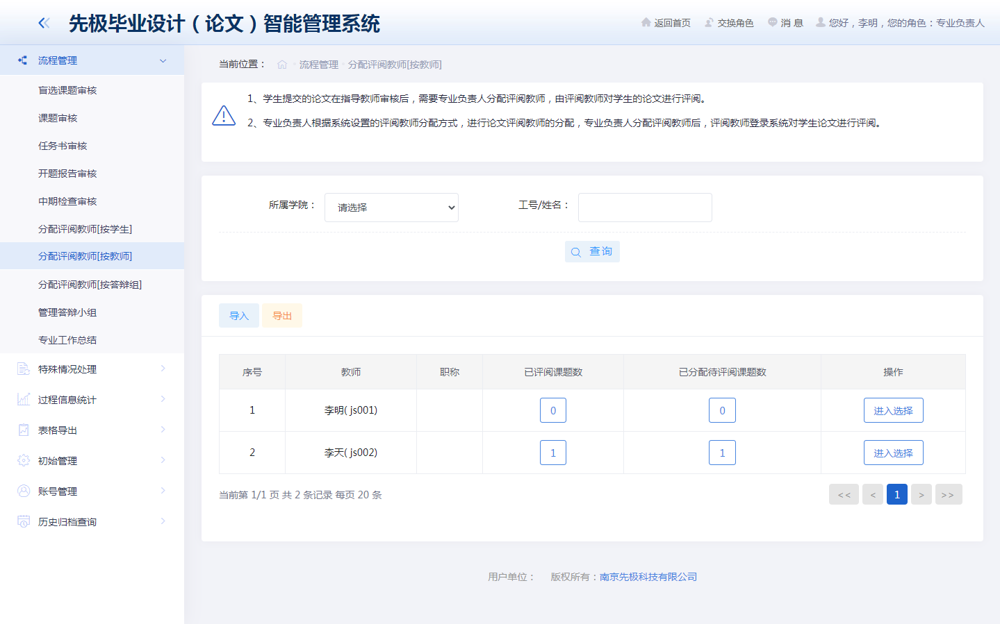 先极毕业设计（论文）智能管理系统
返回首页 交换角色 消 息 您好，李明，您的角色：专业负责人
流程管理
盲选课题审核
课题审核
任务书审核
开题报告审核
中期检查审核
分配评阅教师[按学生]
分配评阅教师[按教师]
分配评阅教师[按答辩组]
管理答辩小组
专业工作总结
特殊情况处理
过程信息统计
表格导出
初始管理
账号管理
历史归档查询
当前位置： 流程管理 分配评阅教师[按教师]
1、学生提交的论文在指导教师审核后，需要专业负责人分配评阅教师，由评阅教师对学生的论文进行评阅。
2、专业负责人根据系统设置的评阅教师分配方式，进行论文评阅教师的分配，专业负责人分配评阅教师后，评阅教师登录系统对学生论文进行评阅。
所属学院： 请选择 工号/姓名：
查询
导入 导出
序号 教师 职称 已评阅课题数 已分配待评阅课题数 操作
1 李明( js001) 0 0 进入选择
2 李天( js002) 1 1 进入选择
当前第 1/1 页 共 2 条记录 每页 20 条 << < 1 > >>
用户单位： 版权所有：南京先极科技有限公司